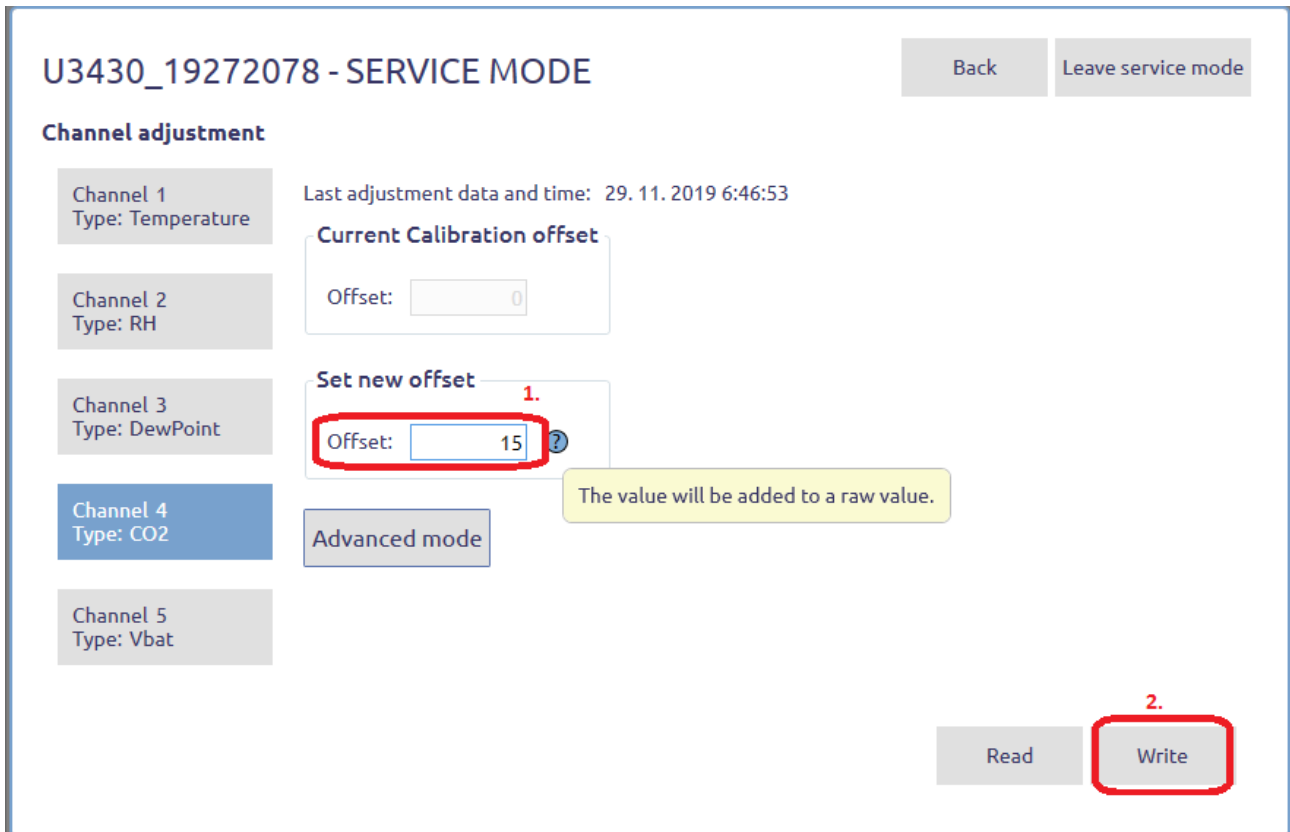 U3430_19272078 - SERVICE MODE
Back
Leave service mode
Channel adjustment
Channel 1
Type: Temperature
Last adjustment data and time: 29. 11. 2019 6:46:53
Current Calibration offset
Offset: 0
Channel 2
Type: RH
Set new offset
1.
Channel 3
Type: DewPoint
Offset: 15 ?
The value will be added to a raw value.
Channel 4
Type: CO2
Advanced mode
Channel 5
Type: Vbat
2.
Read
Write